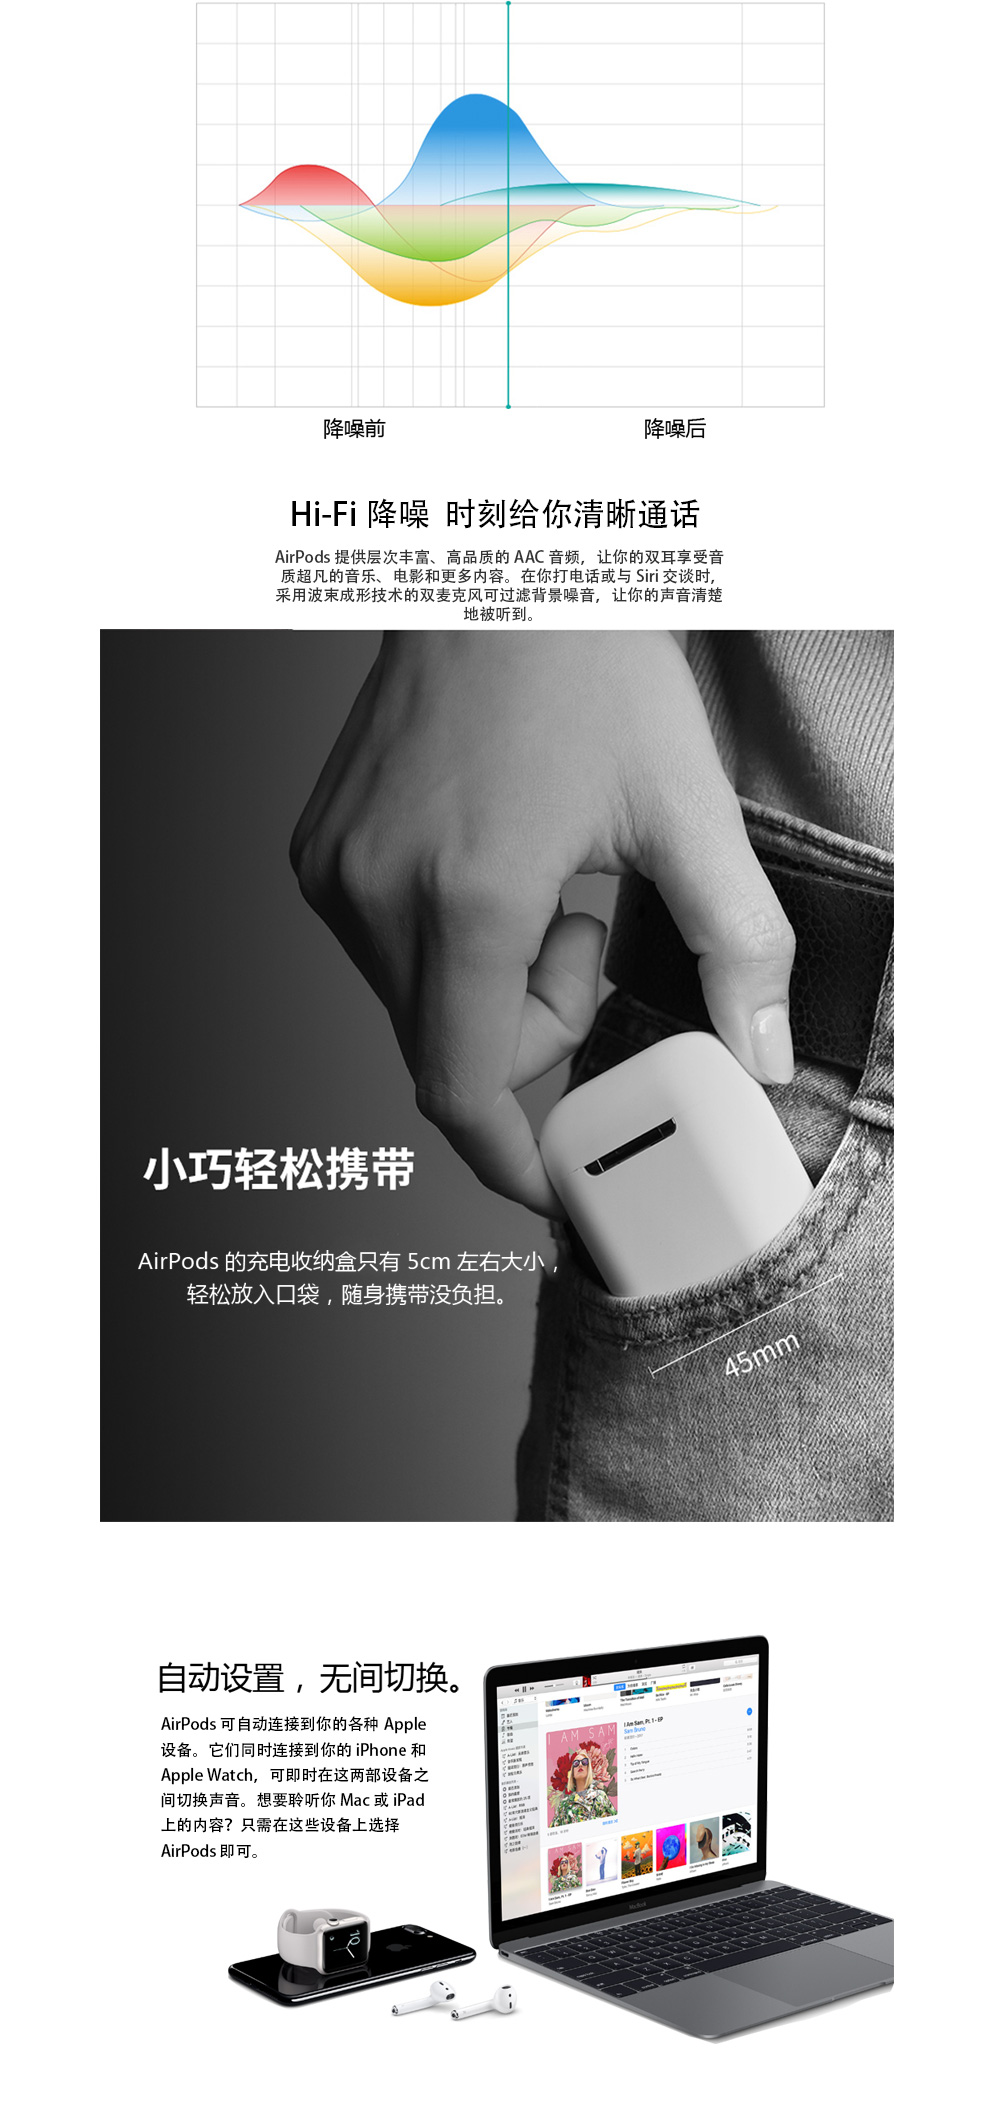 降噪前
降噪后
Hi-Fi 降噪 时刻给你清晰通话
AirPods 提供层次丰富、高品质的 AAC 音频，让你的双耳享受音
质超凡的音乐、电影和更多内容。在你打电话或与 Siri 交谈时，
采用波束成形技术的双麦克风可过滤背景噪音，让你的声音清楚
地被听到。
小巧轻松携带
AirPods 的充电收纳盒只有 5cm 左右大小，
轻松放入口袋，随身携带没负担。
45mm
自动设置，无间切换。
AirPods 可自动连接到你的各种 Apple
设备。它们同时连接到你的 iPhone 和
Apple Watch，可即时在这两部设备之
间切换声音。想要聆听你 Mac 或 iPad
上的内容？只需在这些设备上选择
AirPods 即可。
I AM SAM
I Am Sam, Pt. 1 - EP
Sam Bruno
MacBook